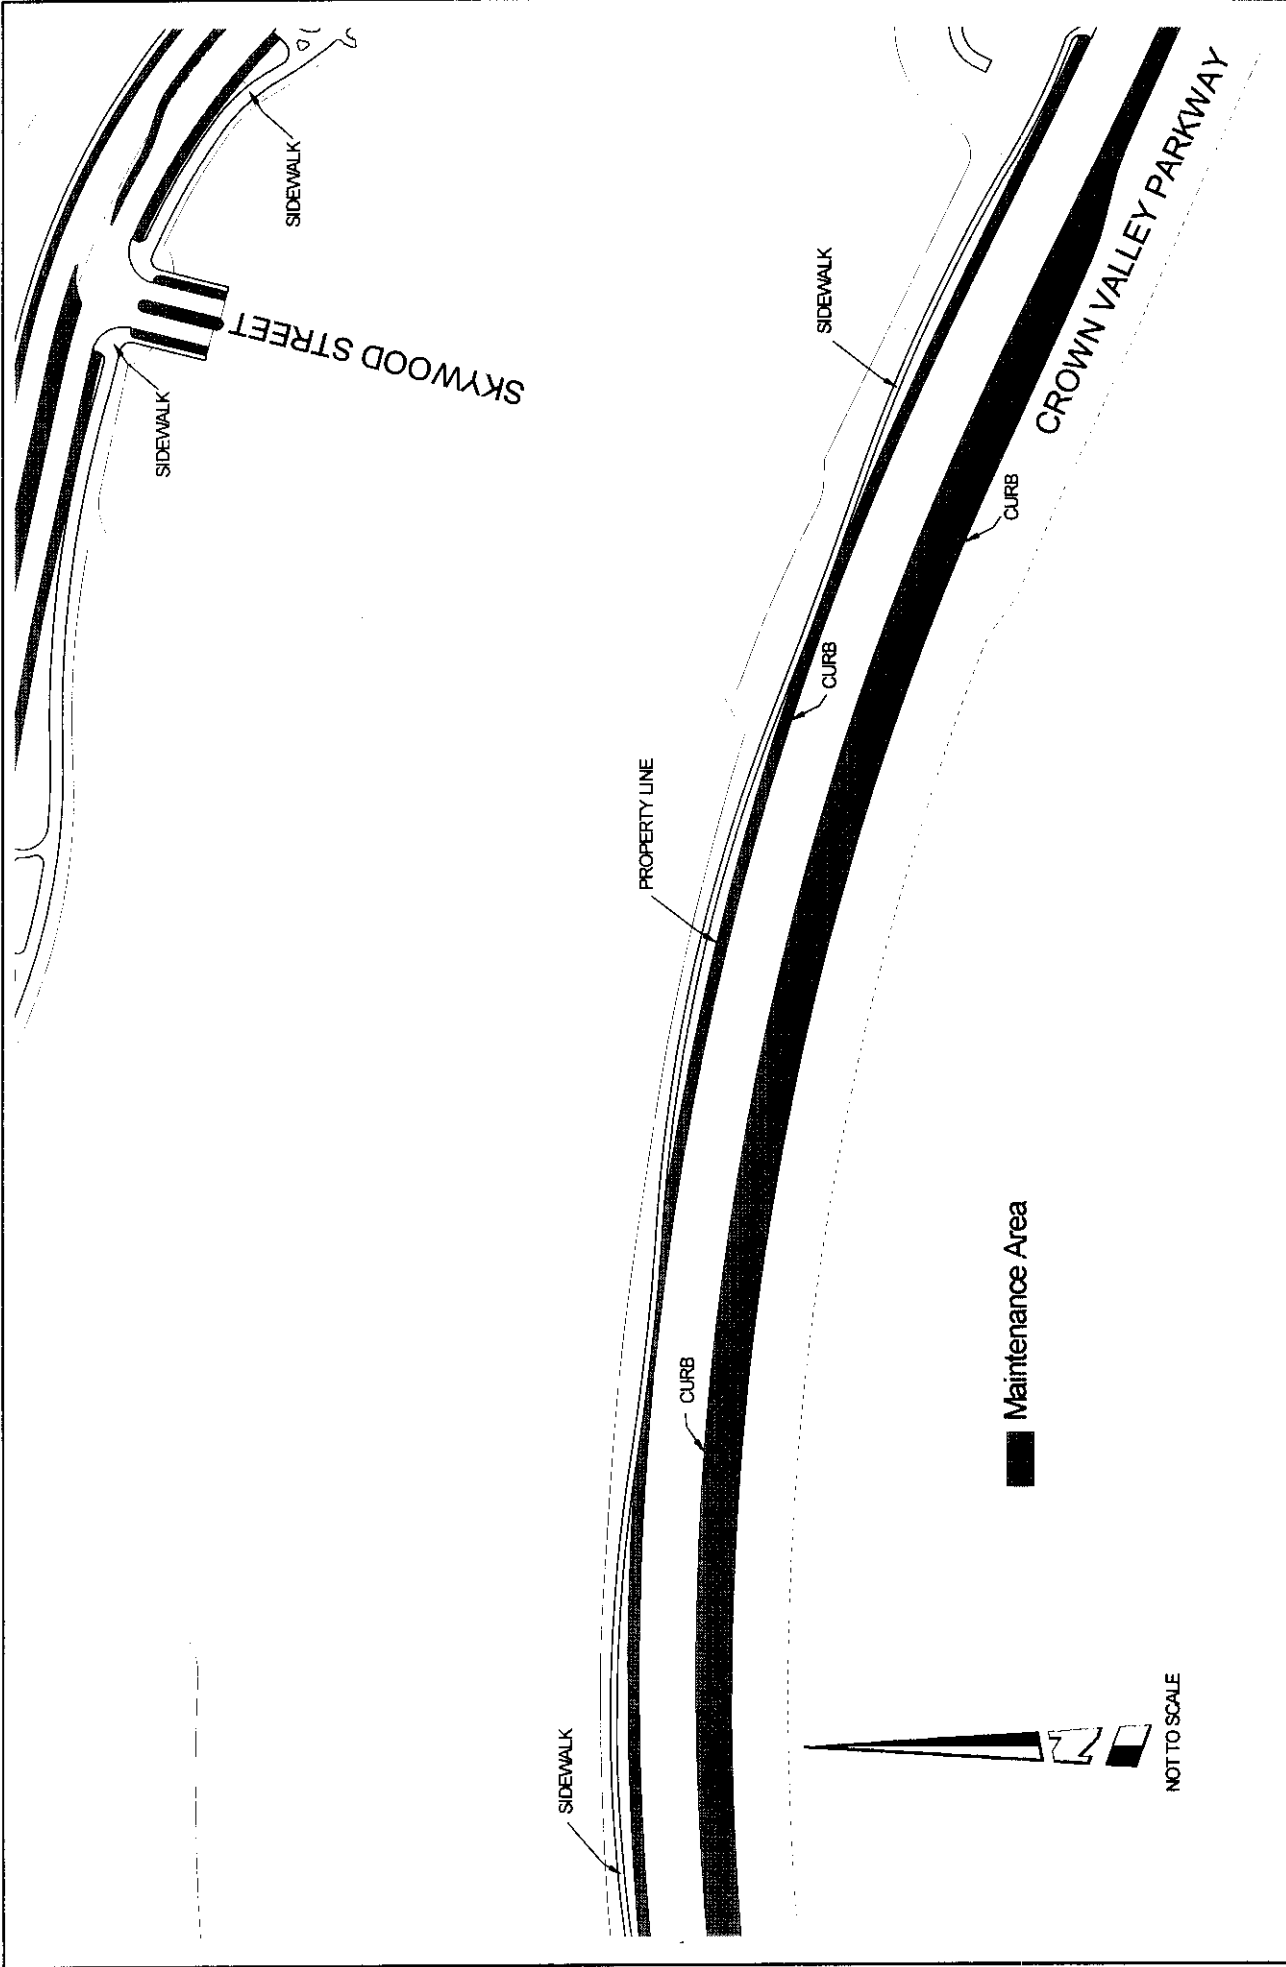 SIDEWALK
SIDEWALK
SKYWOOD STREET
SIDEWALK
CROWN VALLEY PARKWAY
CURB
CURB
PROPERTY LINE
CURB
Maintenance Area
SIDEWALK
NOT TO SCALE